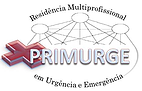 Residência Multiprofissional
PRIMURGE
em Urgência e Emergência